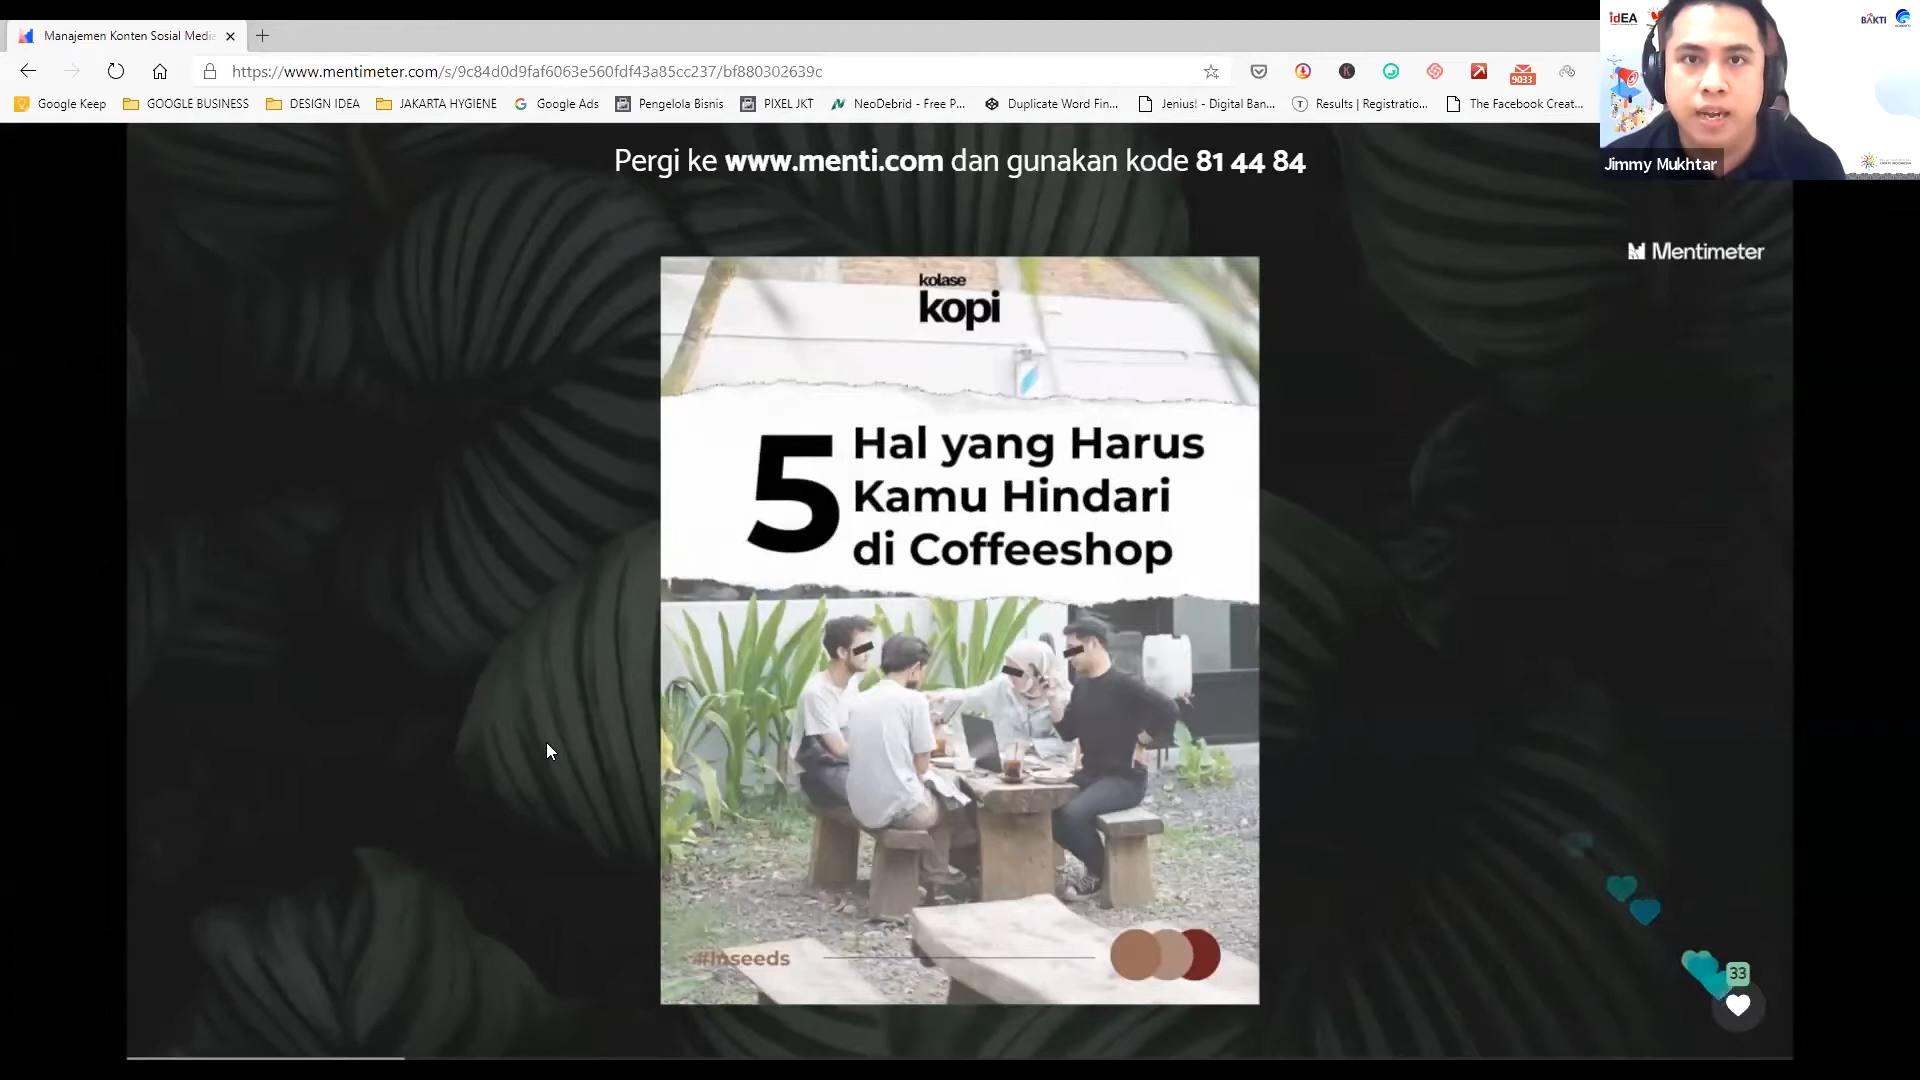 Manajemen Konten Sosial Media
https://www.mentimeter.com/s/9c84d0d9faf6063e560fdf43a85cc237/bf880302639c
9033
Google Keep
GOOGLE BUSINESS
DESIGN IDEA
JAKARTA HYGIENE
Google Ads
Pengelola Bisnis
PIXEL JKT
NeoDebrid - Free P...
Duplicate Word Fin...
Jenius! - Digital Ban...
Results | Registratio...
The Facebook Creat...
idEA
BAKTI
Jimmy Mukhtar
Pergi ke www.menti.com dan gunakan kode 81 44 84
Mentimeter
kolase
kopi
5 Hal yang Harus
Kamu Hindari
di Coffeeshop
#Inseeds
33